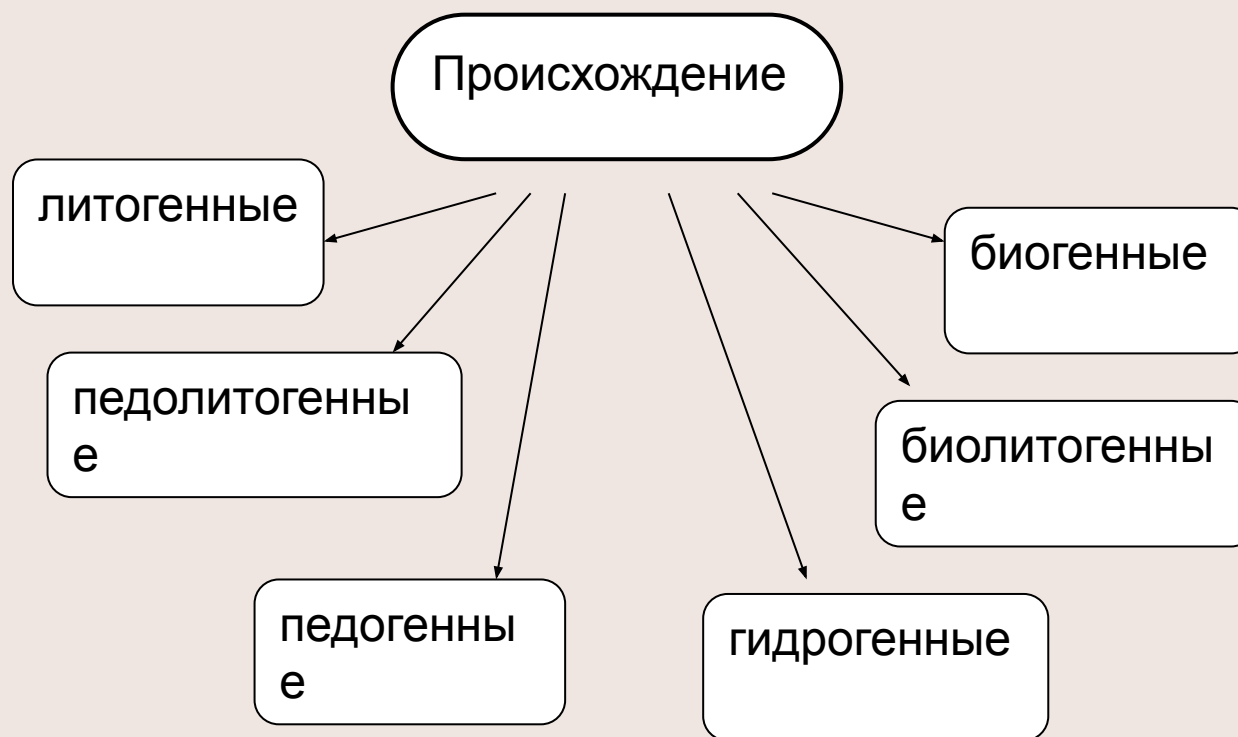 Происхождение
литогенные
биогенные
педолитогенны
е
биолитогенны
е
педогенны
е
гидрогенные